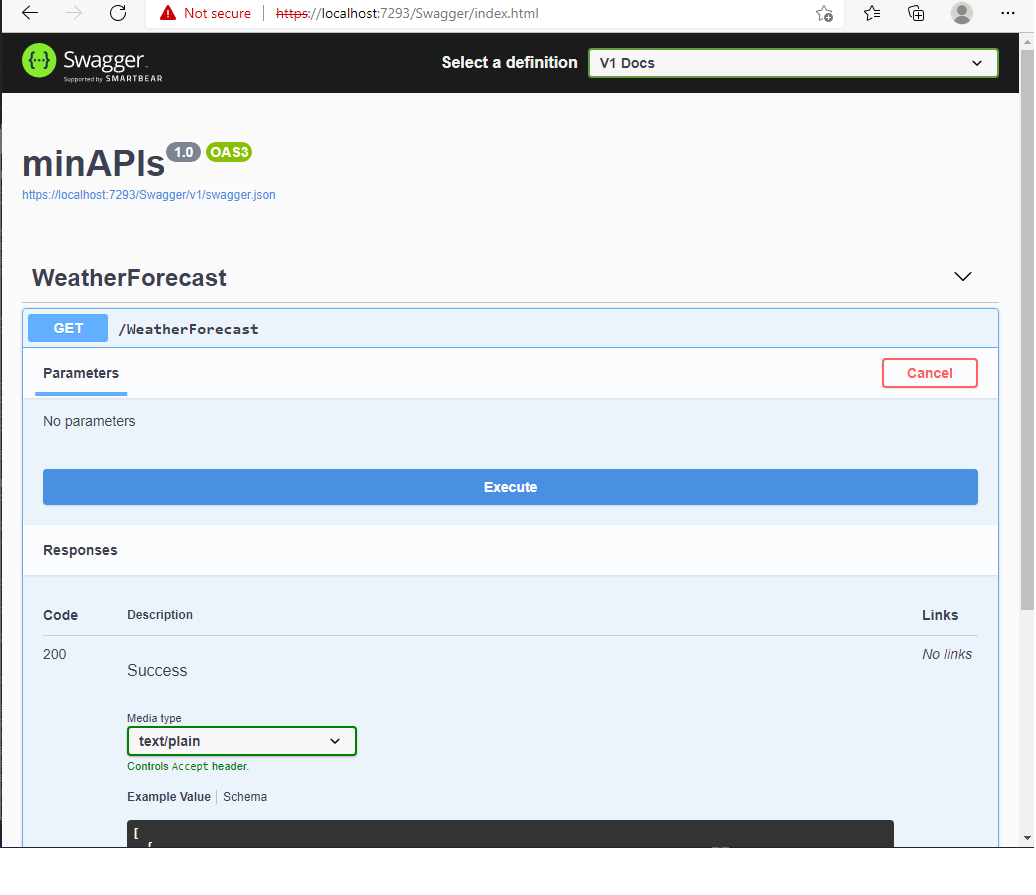 Not secure https://localhost:7293/Swagger/index.html
{··} Swagger. Select a definition V1 Docs
Supported by SMARTBEAR
minAPIs 1.0 OAS3
https://localhost:7293/Swagger/v1/swagger.json
WeatherForecast
GET /WeatherForecast
Parameters Cancel
No parameters
Execute
Responses
Code Description Links
200 Success No links
Media type
text/plain
Controls Accept header.
Example Value Schema
[
{